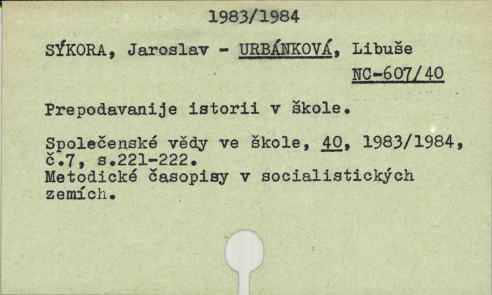 1983/1984
SÝKORA, Jaroslav - URBÁNKOVÁ, Libuše
NC-607/40
Prepodavanije istorii v škole.
Společenské vědy ve škole, 40, 1983/1984,
č.7, s.221-222.
Metodické časopisy v socialistických
zemích.